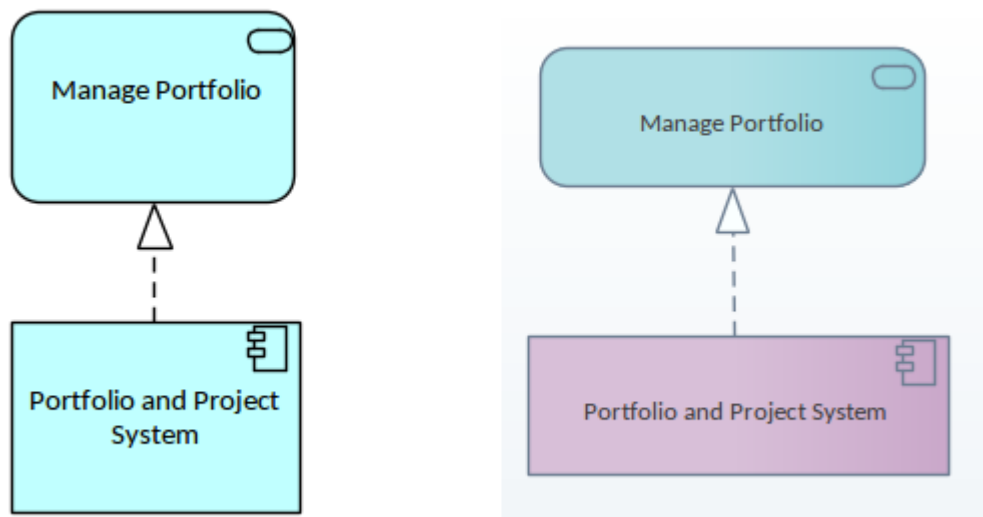 Manage Portfolio
Portfolio and Project
System
Manage Portfolio
Portfolio and Project System